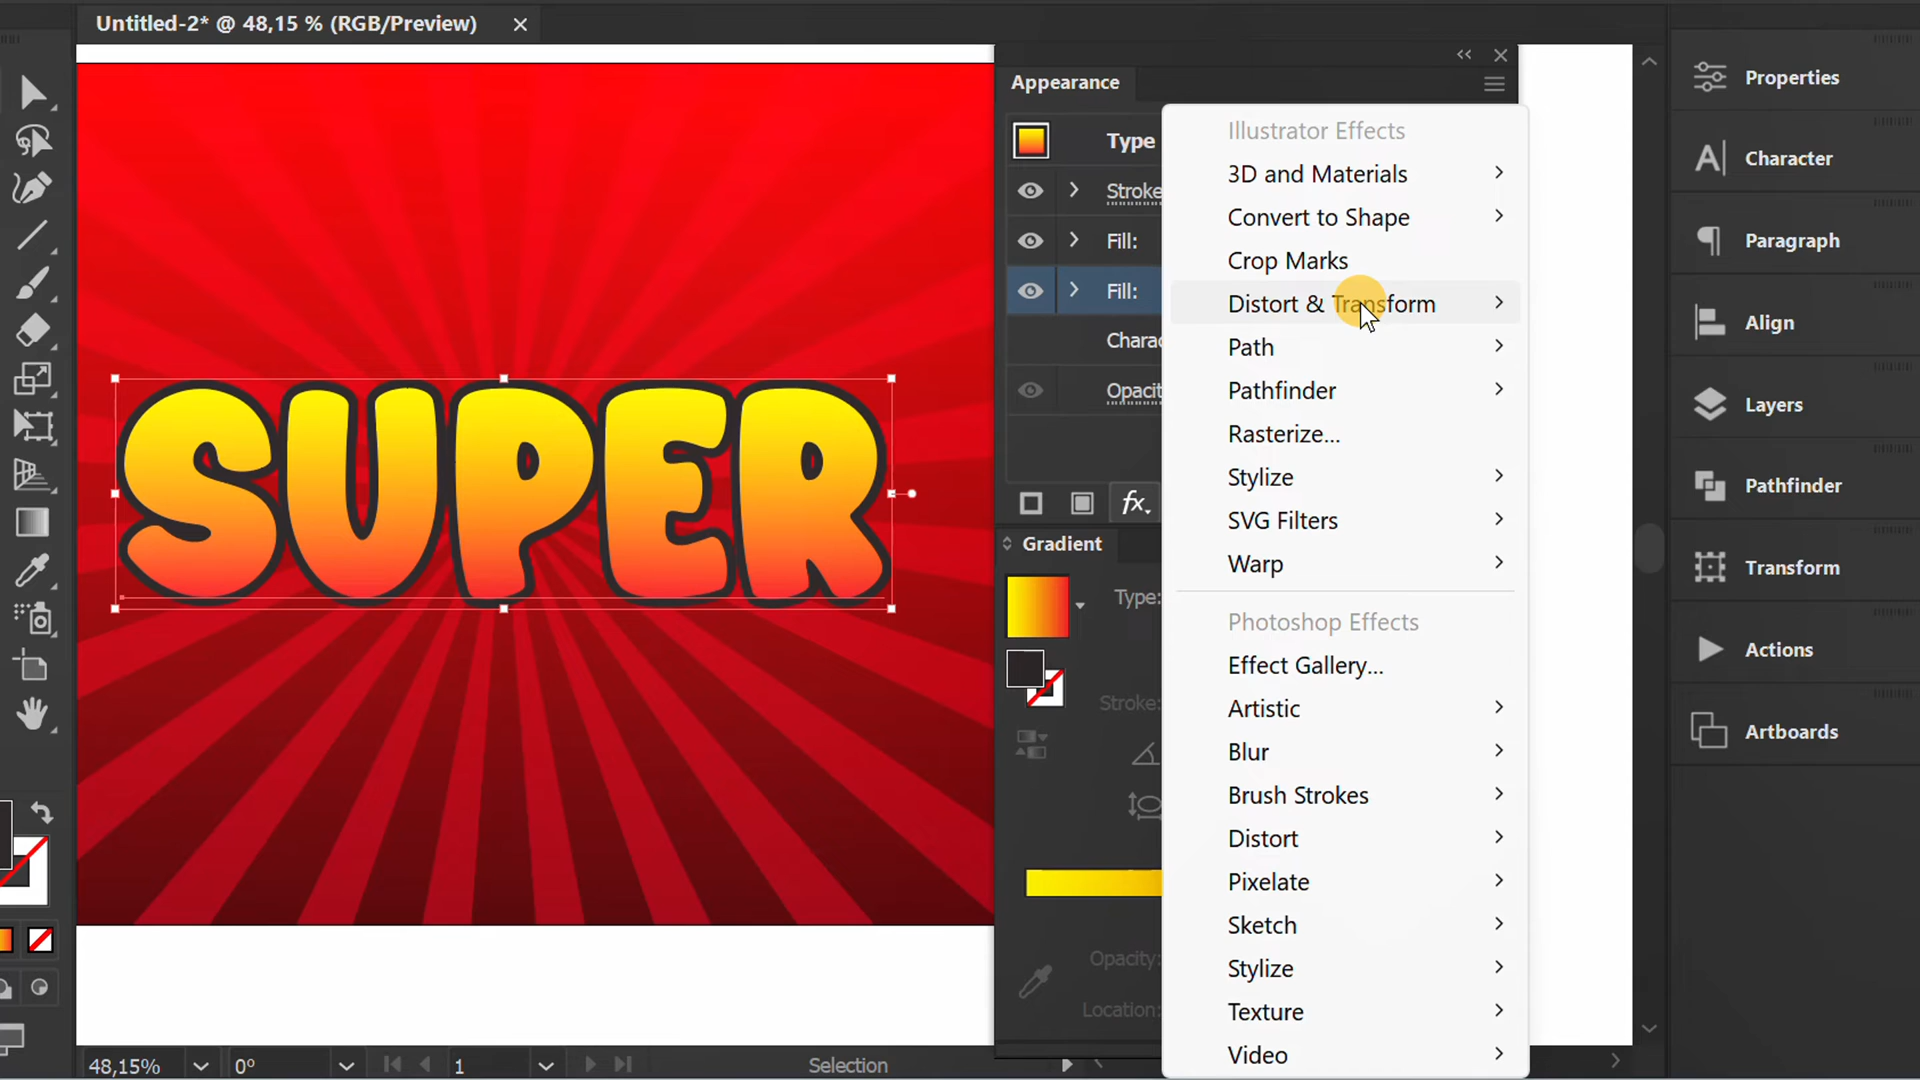 Untitled-2* @ 48,15 % (RGB/Preview)
Appearance
Type
Stroke
Fill:
Fill:
Charac
Opacit
fx
Gradient
Type:
Stroke:
Opacity:
Location:
Illustrator Effects
3D and Materials
Convert to Shape
Crop Marks
Distort & Transform
Path
Pathfinder
Rasterize...
Stylize
SVG Filters
Warp
Photoshop Effects
Effect Gallery...
Artistic
Blur
Brush Strokes
Distort
Pixelate
Sketch
Stylize
Texture
Video
Properties
Character
Paragraph
Align
Layers
Pathfinder
Transform
Actions
Artboards
SUPER
48,15%
0°
1
Selection